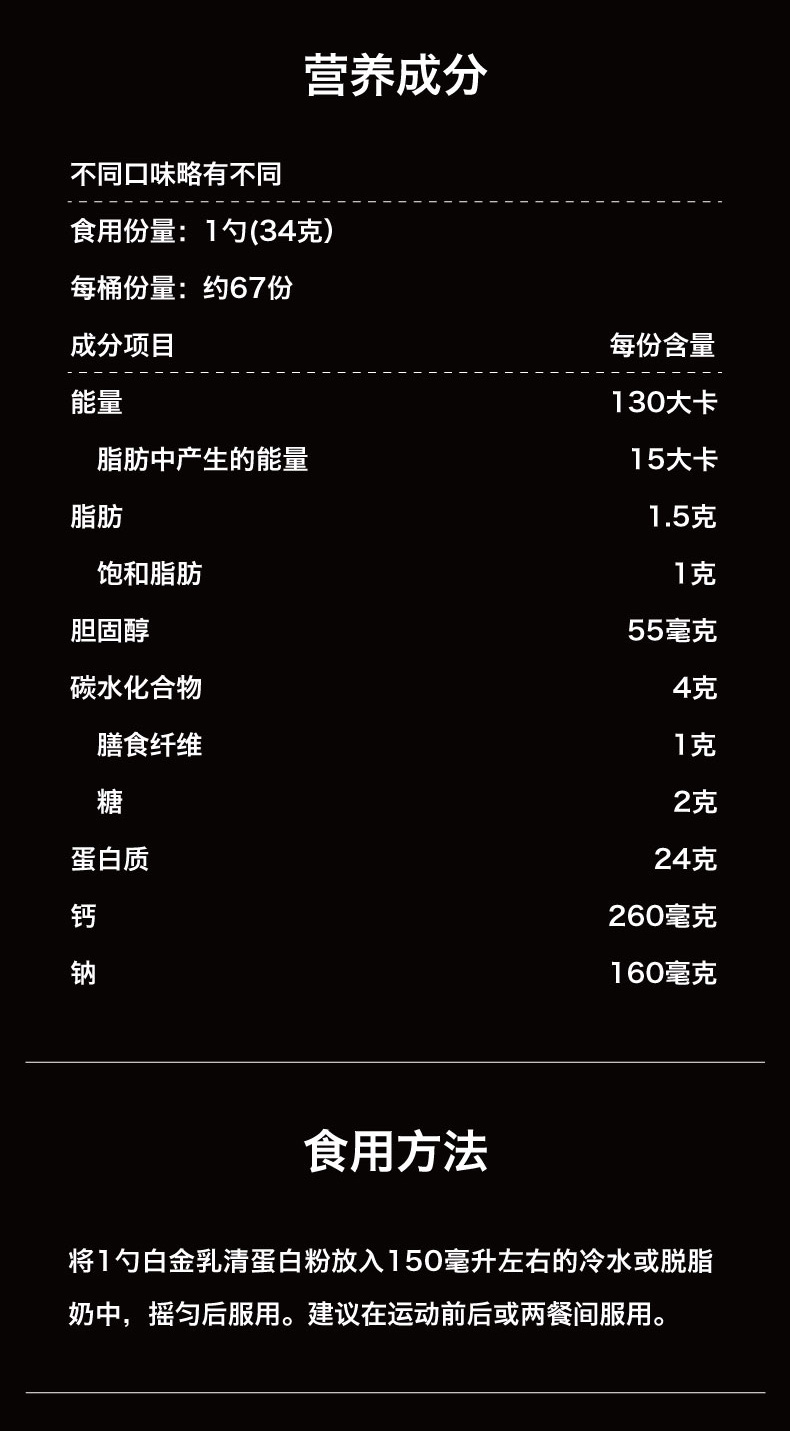 营养成分
不同口味略有不同
食用份量：1勺(34克）
每桶份量：约67份
成分项目 每份含量
能量 130大卡
脂肪中产生的能量 15大卡
脂肪 1.5克
饱和脂肪 1克
胆固醇 55毫克
碳水化合物 4克
膳食纤维 1克
糖 2克
蛋白质 24克
钙 260毫克
钠 160毫克
食用方法
将1勺白金乳清蛋白粉放入150毫升左右的冷水或脱脂
奶中，摇匀后服用。建议在运动前后或两餐间服用。